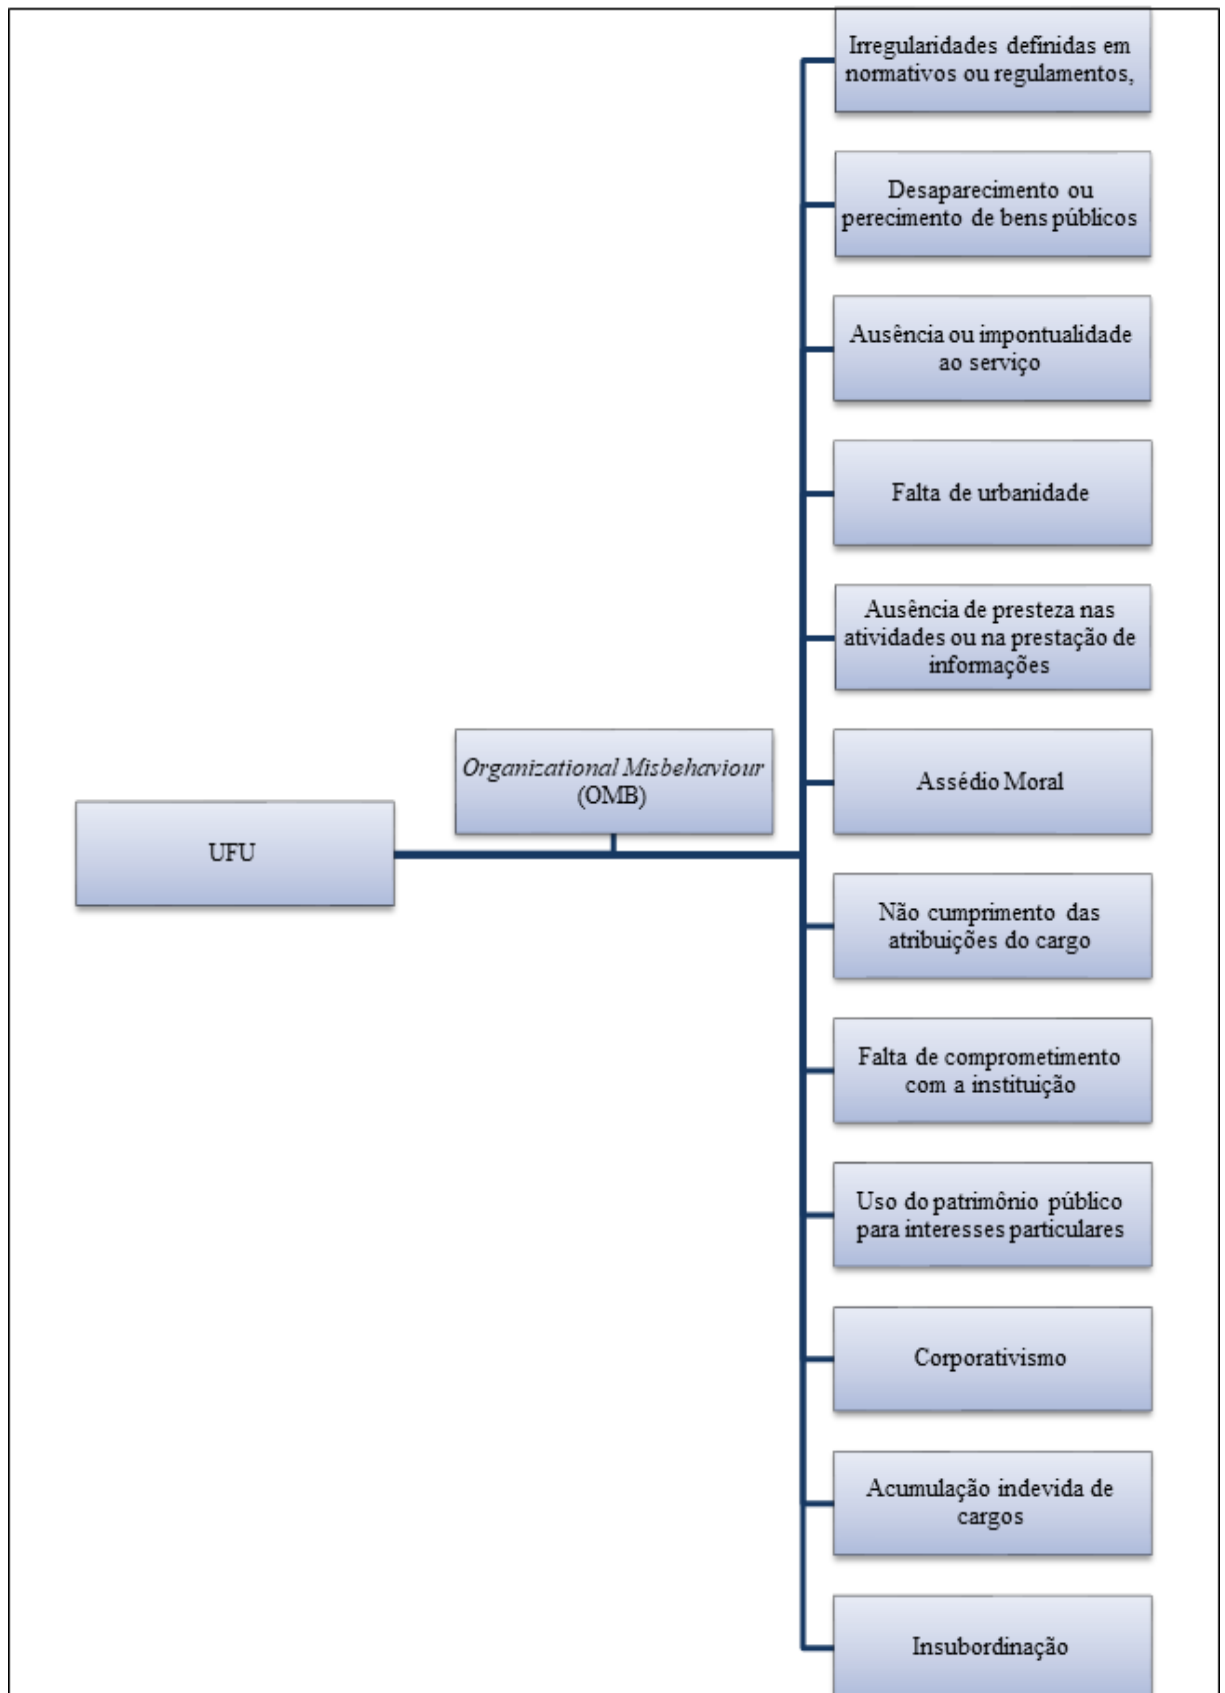 Irregularidades definidas em
normativos ou regulamentos,
Desaparecimento ou
perecimento de bens públicos
Ausência ou impontualidade
ao serviço
Falta de urbanidade
Ausência de presteza nas
atividades ou na prestação de
informações
Organizational Misbehaviour
(OMB)
UFU
Assédio Moral
Não cumprimento das
atribuições do cargo
Falta de comprometimento
com a instituição
Uso do patrimônio público
para interesses particulares
Corporativismo
Acumulação indevida de
cargos
Insubordinação